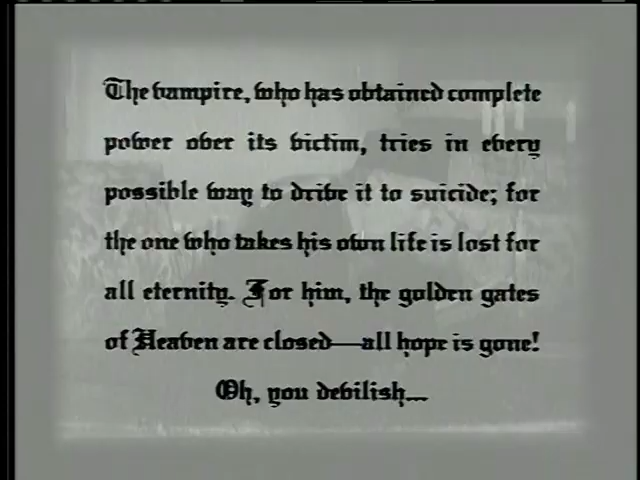 The vampire, who has obtained complete
power over its victim, tries in every
possible way to drive it to suicide; for
the one who takes his own life is lost for
all eternity. For him, the golden gates
of Heaven are closed—all hope is gone!
Oh, you devilish...